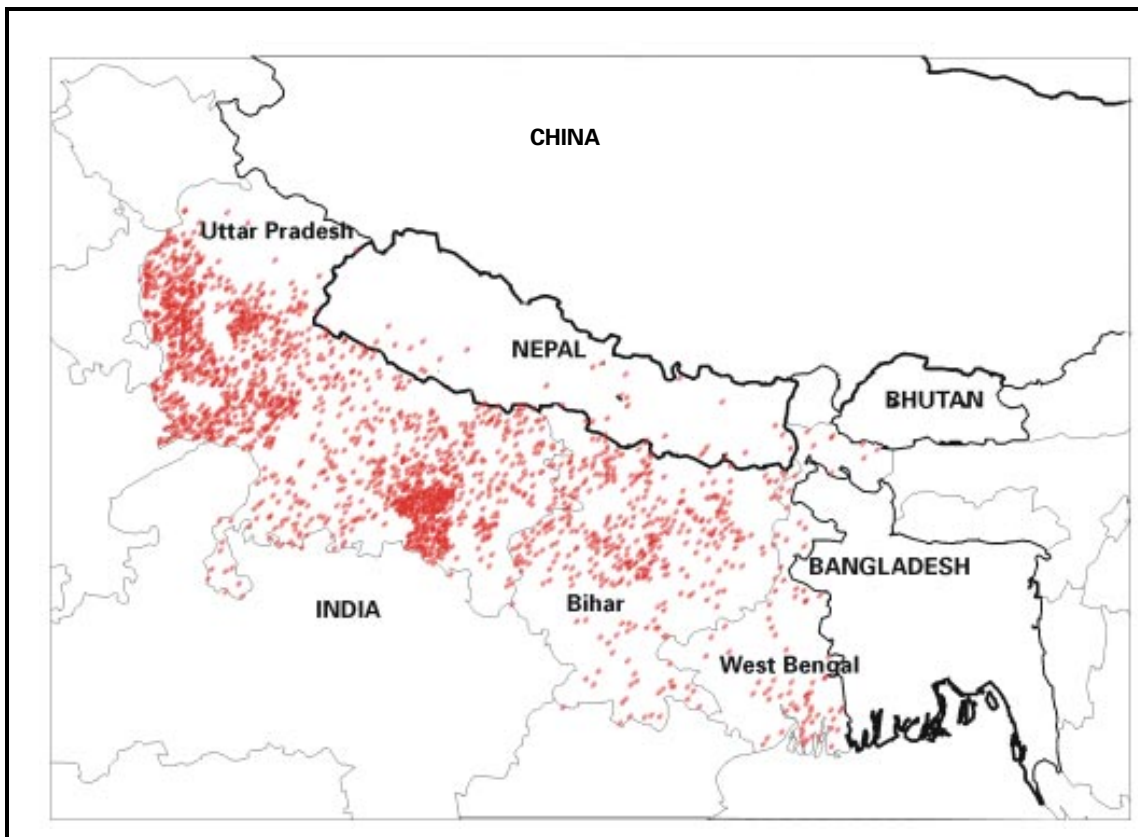 CHINA
Uttar Pradesh
NEPAL
BHUTAN
BANGLADESH
INDIA
Bihar
West Bengal